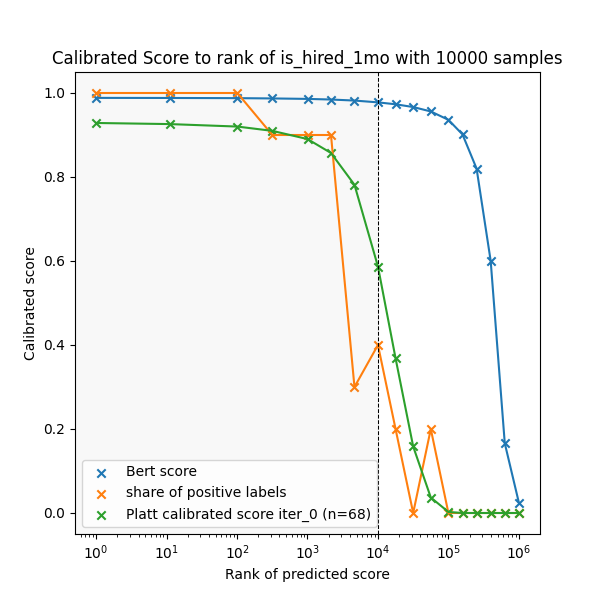 Calibrated Score to rank of is_hired_1mo with 10000 samples
Calibrated score
1.0
0.8
0.6
0.4
0.2
0.0
Bert score
share of positive labels
Platt calibrated score iter_0 (n=68)
10⁰ 10¹ 10² 10³ 10⁴ 10⁵ 10⁶
Rank of predicted score